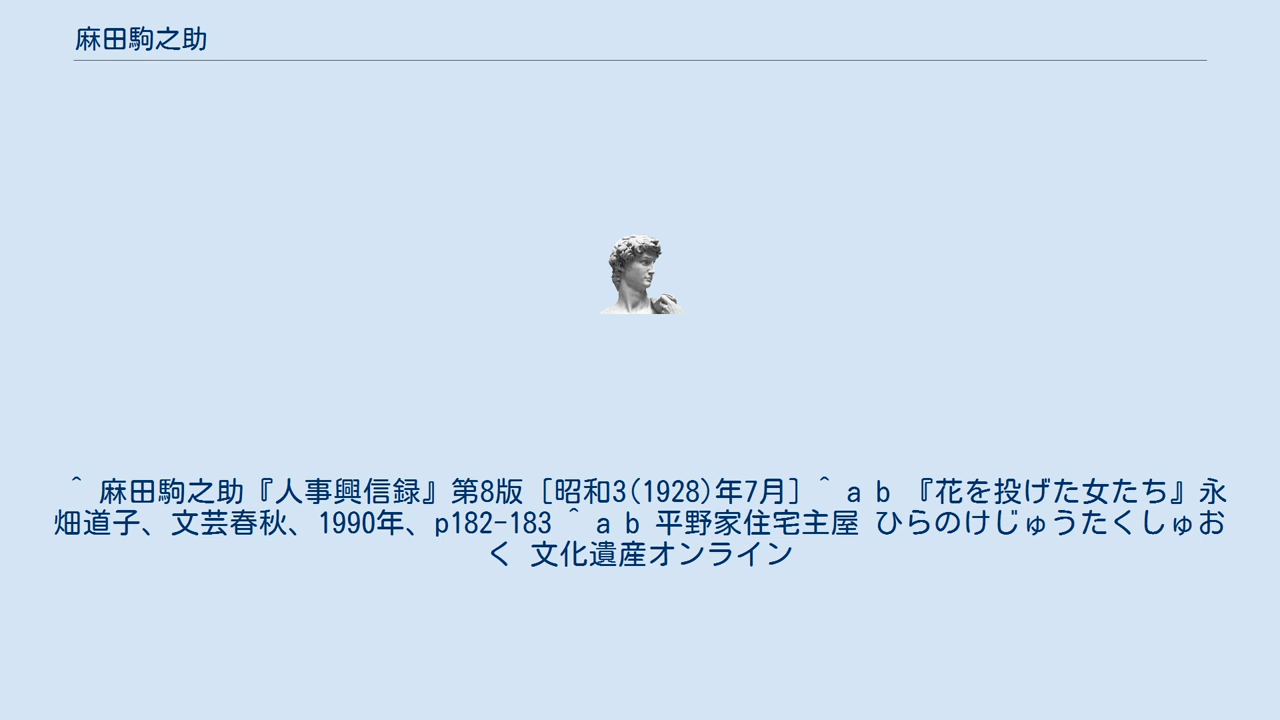 麻田駒之助
^ 麻田駒之助『人事興信録』第8版 [昭和3(1928)年7月] ^ a b 『花を投げた女たち』永
畑道子、文芸春秋、1990年、p182-183 ^ a b 平野家住宅主屋 ひらのけじゅうたくしゅお
く 文化遺産オンライン